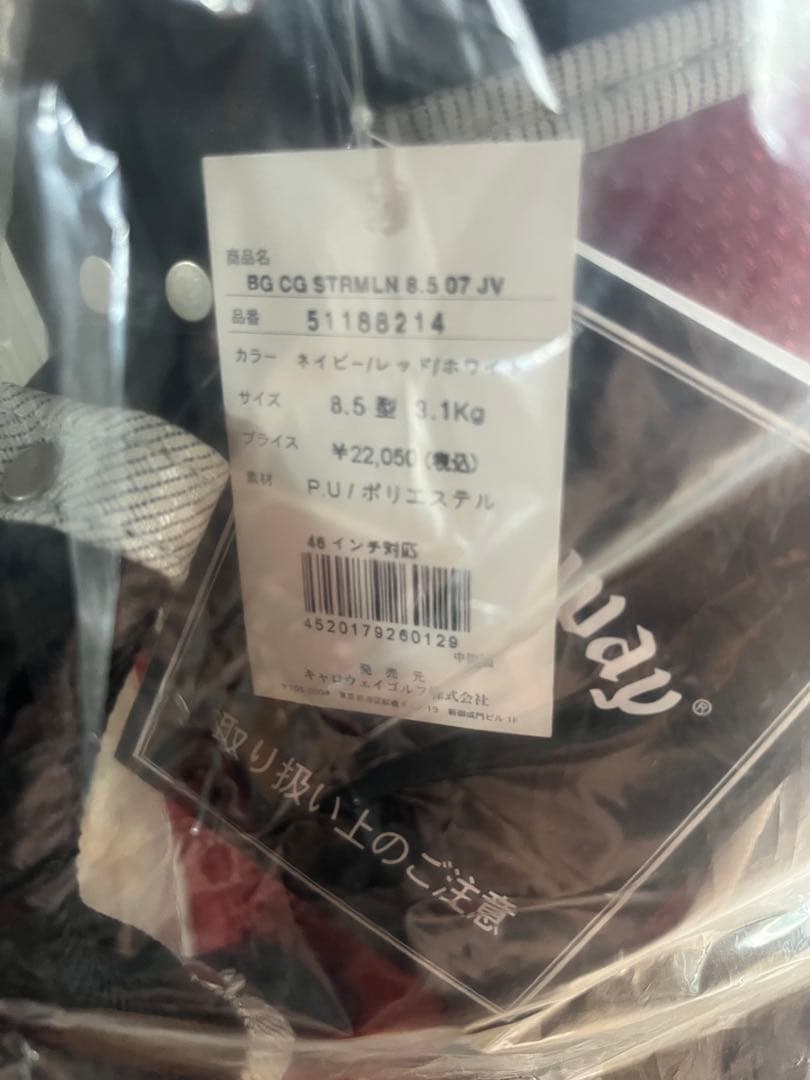 商品名
BG CG STRMLN 8.5 07 JV
品番 51188214
カラー ネイビー/レッド/ホワイト
サイズ 8.5型 3.1Kg
プライス ¥22,050 (税込)
素材 P.U/ポリエステル
46インチ対応
4520179260129
発売元
キャロウェイゴルフ株式会社
way®
取り扱い上のご注意